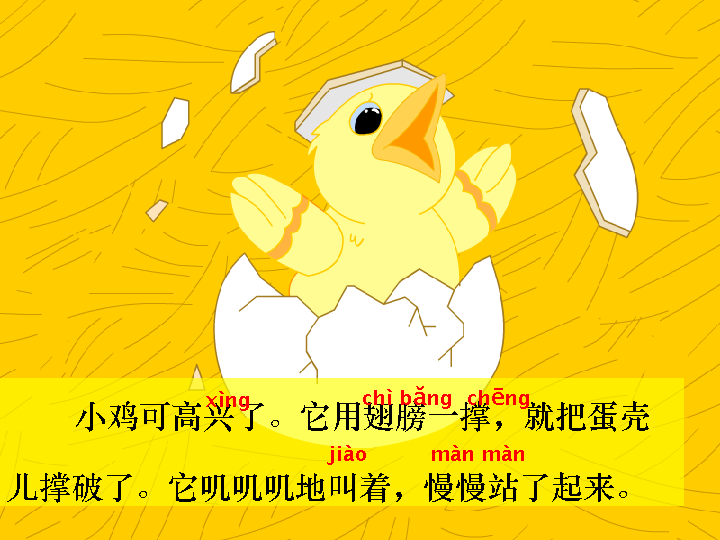 xìng chì bǎng chēng
小鸡可高兴了。它用翅膀一撑，就把蛋壳
jiào màn màn
儿撑破了。它叽叽叽地叫着，慢慢站了起来。